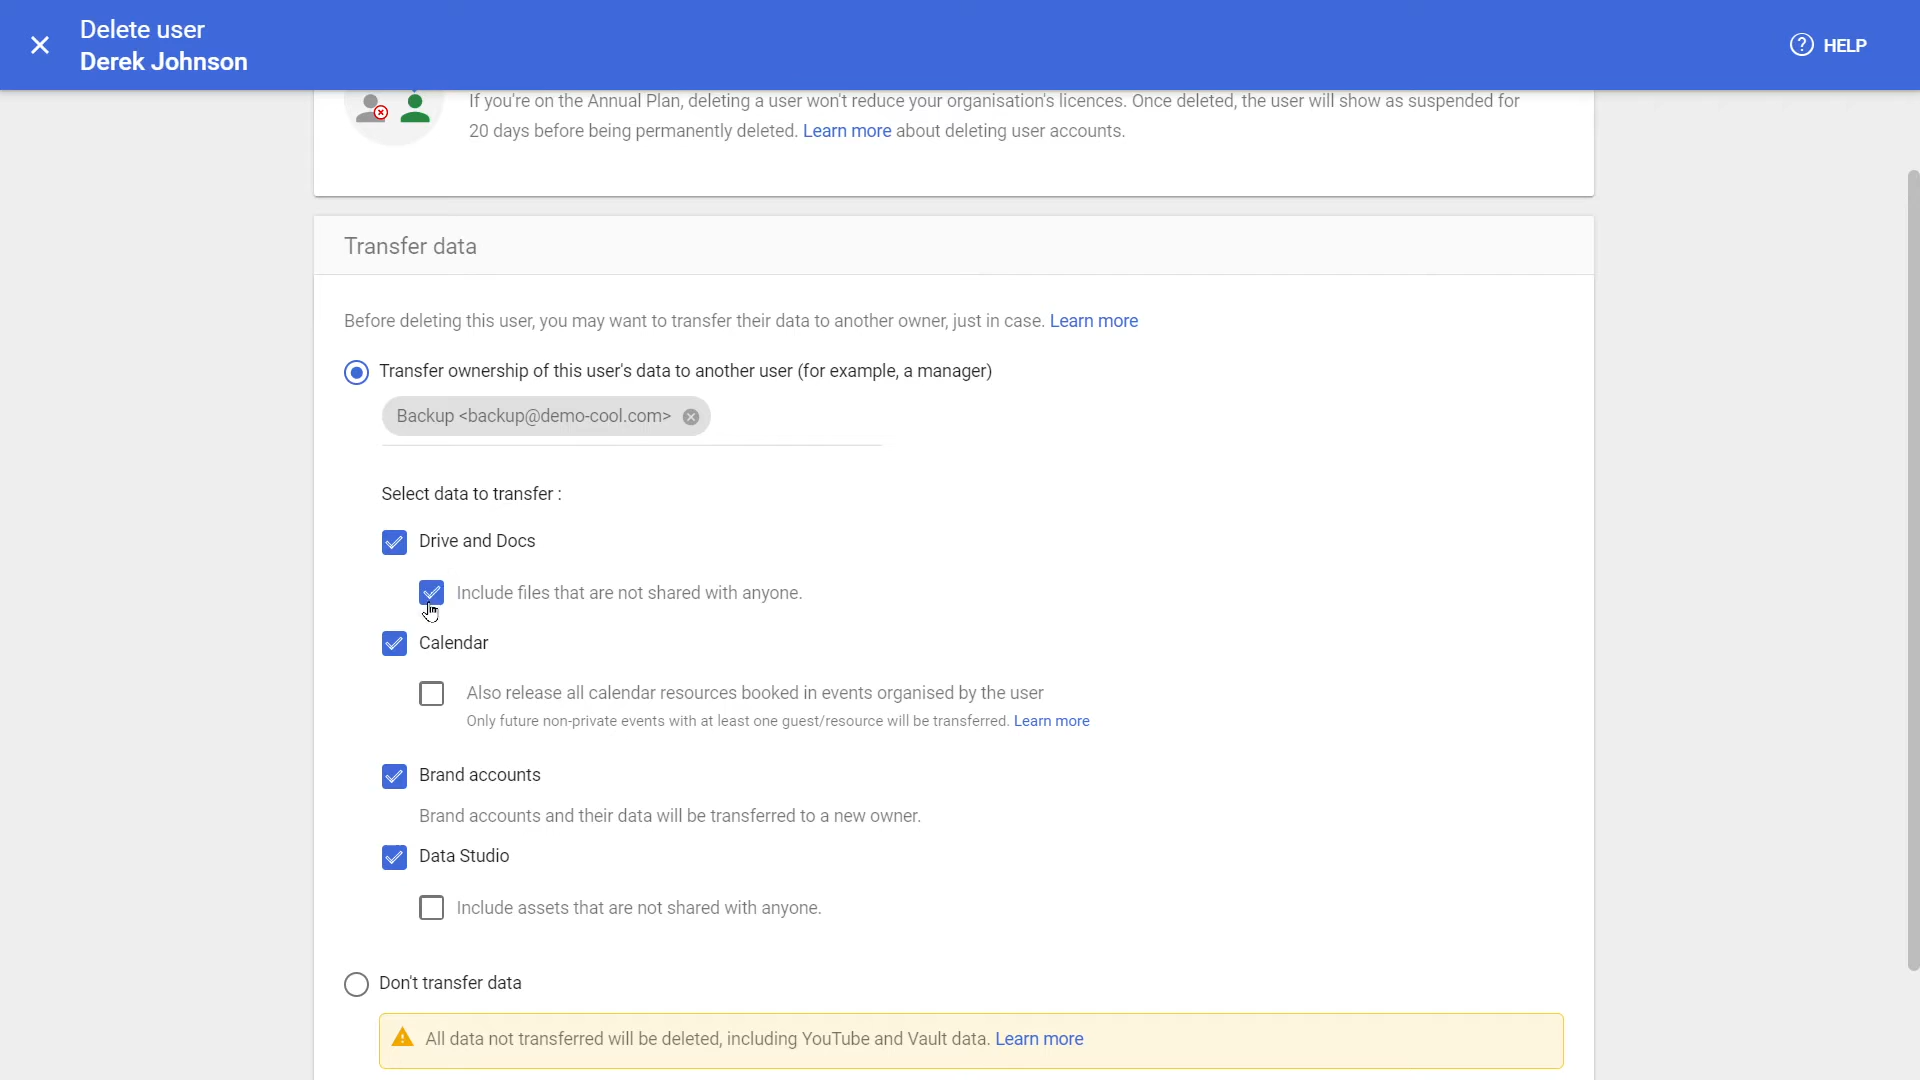 Delete user
Derek Johnson
HELP
If you're on the Annual Plan, deleting a user won't reduce your organisation's licences. Once deleted, the user will show as suspended for
20 days before being permanently deleted. Learn more about deleting user accounts.
Transfer data
Before deleting this user, you may want to transfer their data to another owner, just in case. Learn more
Transfer ownership of this user's data to another user (for example, a manager)
Backup <backup@demo-cool.com>
Select data to transfer :
Drive and Docs
Include files that are not shared with anyone.
Calendar
Also release all calendar resources booked in events organised by the user
Only future non-private events with at least one guest/resource will be transferred. Learn more
Brand accounts
Brand accounts and their data will be transferred to a new owner.
Data Studio
Include assets that are not shared with anyone.
Don't transfer data
All data not transferred will be deleted, including YouTube and Vault data. Learn more